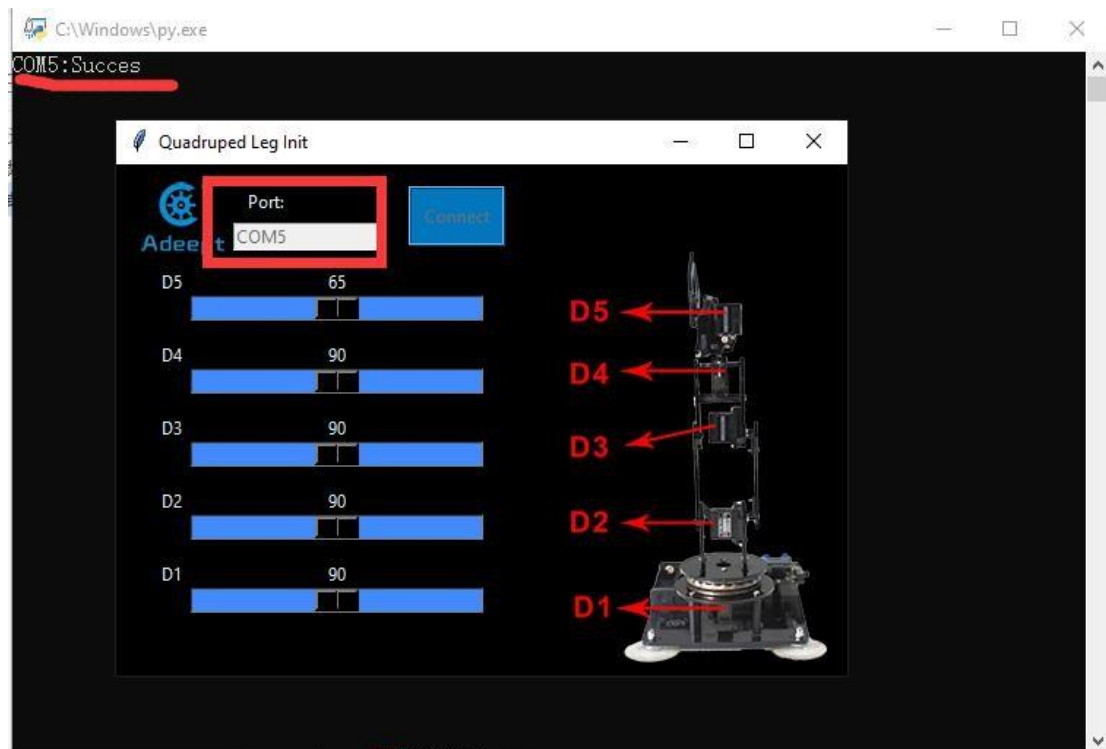 C:\Windows\py.exe
COM5:Succes
Quadruped Leg Init
Port:
Connect
COM5
Adeept
D5 65
D4 90
D3 90
D2 90
D1 90
D5
D4
D3
D2
D1